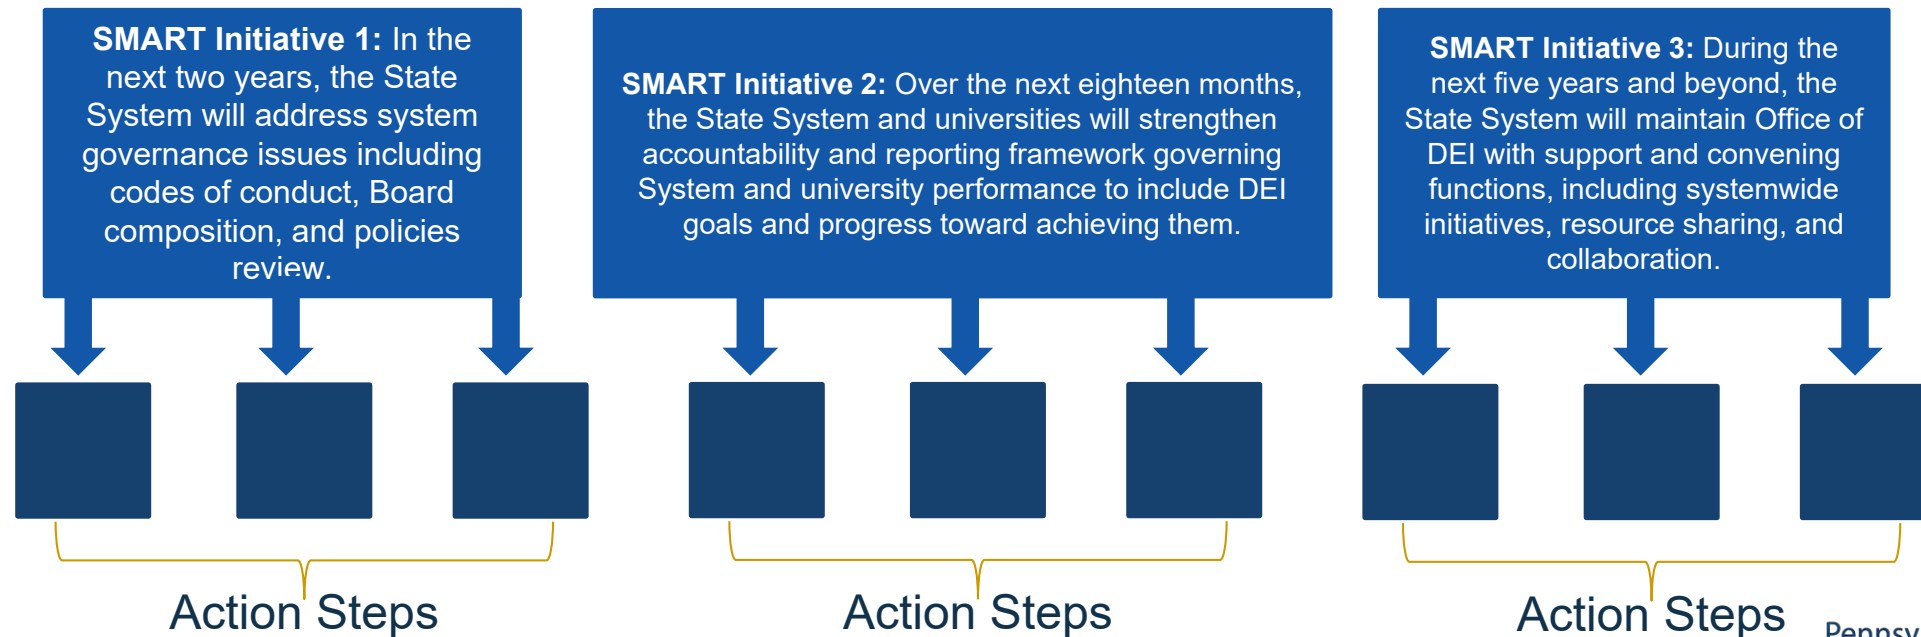 SMART Initiative 1: In the
next two years, the State
System will address system
governance issues including
codes of conduct, Board
composition, and policies
review.
SMART Initiative 2: Over the next eighteen months,
the State System and universities will strengthen
accountability and reporting framework governing
System and university performance to include DEI
goals and progress toward achieving them.
SMART Initiative 3: During the
next five years and beyond, the
State System will maintain Office of
DEI with support and convening
functions, including systemwide
initiatives, resource sharing, and
collaboration.
Action Steps
Action Steps
Action Steps